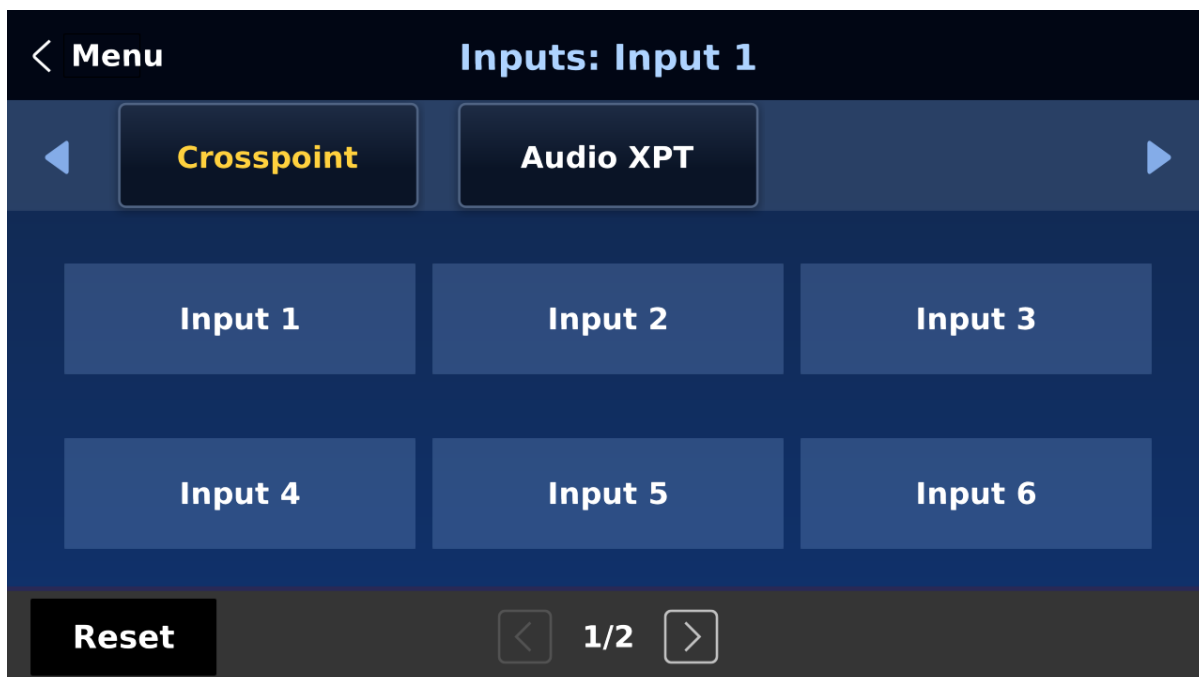 Menu
Inputs: Input 1
Crosspoint
Audio XPT
Input 1
Input 2
Input 3
Input 4
Input 5
Input 6
Reset
1/2